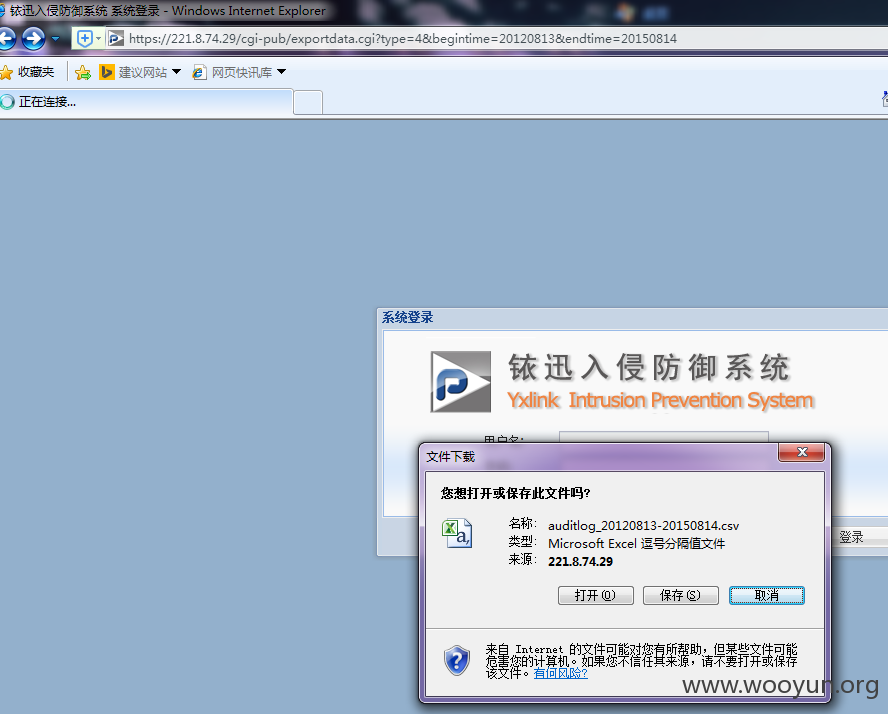 铱迅入侵防御系统 系统登录 - Windows Internet Explorer
https://221.8.74.29/cgi-pub/exportdata.cgi?type=4&begintime=20120813&endtime=20150814
收藏夹 建议网站 网页快讯库
正在连接...
系统登录
铱迅入侵防御系统
Yxlink Intrusion Prevention System
用户名:
登录
文件下载
您想打开或保存此文件吗?
名称: auditlog_20120813-20150814.csv
类型: Microsoft Excel 逗号分隔值文件
来源: 221.8.74.29
打开(O) 保存(S) 取消
来自 Internet 的文件可能对您有所帮助，但某些文件可能
危害您的计算机。如果您不信任其来源，请不要打开或保存
该文件。有何风险?
www.wooyun.org